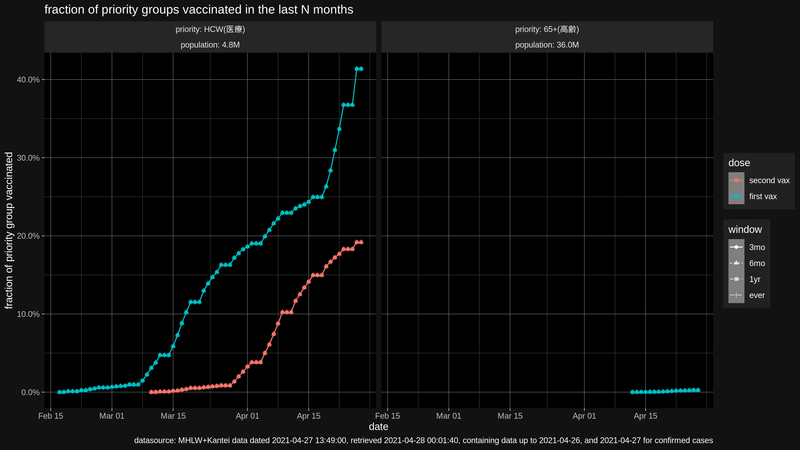 fraction of priority groups vaccinated in the last N months
priority: HCW(医療)
population: 4.8M
priority: 65+(高齢)
population: 36.0M
fraction of priority group vaccinated
40.0%
30.0%
20.0%
10.0%
0.0%
Feb 15
Mar 01
Mar 15
Apr 01
Apr 15
Feb 15
Mar 01
Mar 15
Apr 01
Apr 15
date
dose
second vax
first vax
window
3mo
6mo
1yr
ever
datasource: MHLW+Kantei data dated 2021-04-27 13:49:00, retrieved 2021-04-28 00:01:40, containing data up to 2021-04-26, and 2021-04-27 for confirmed cases